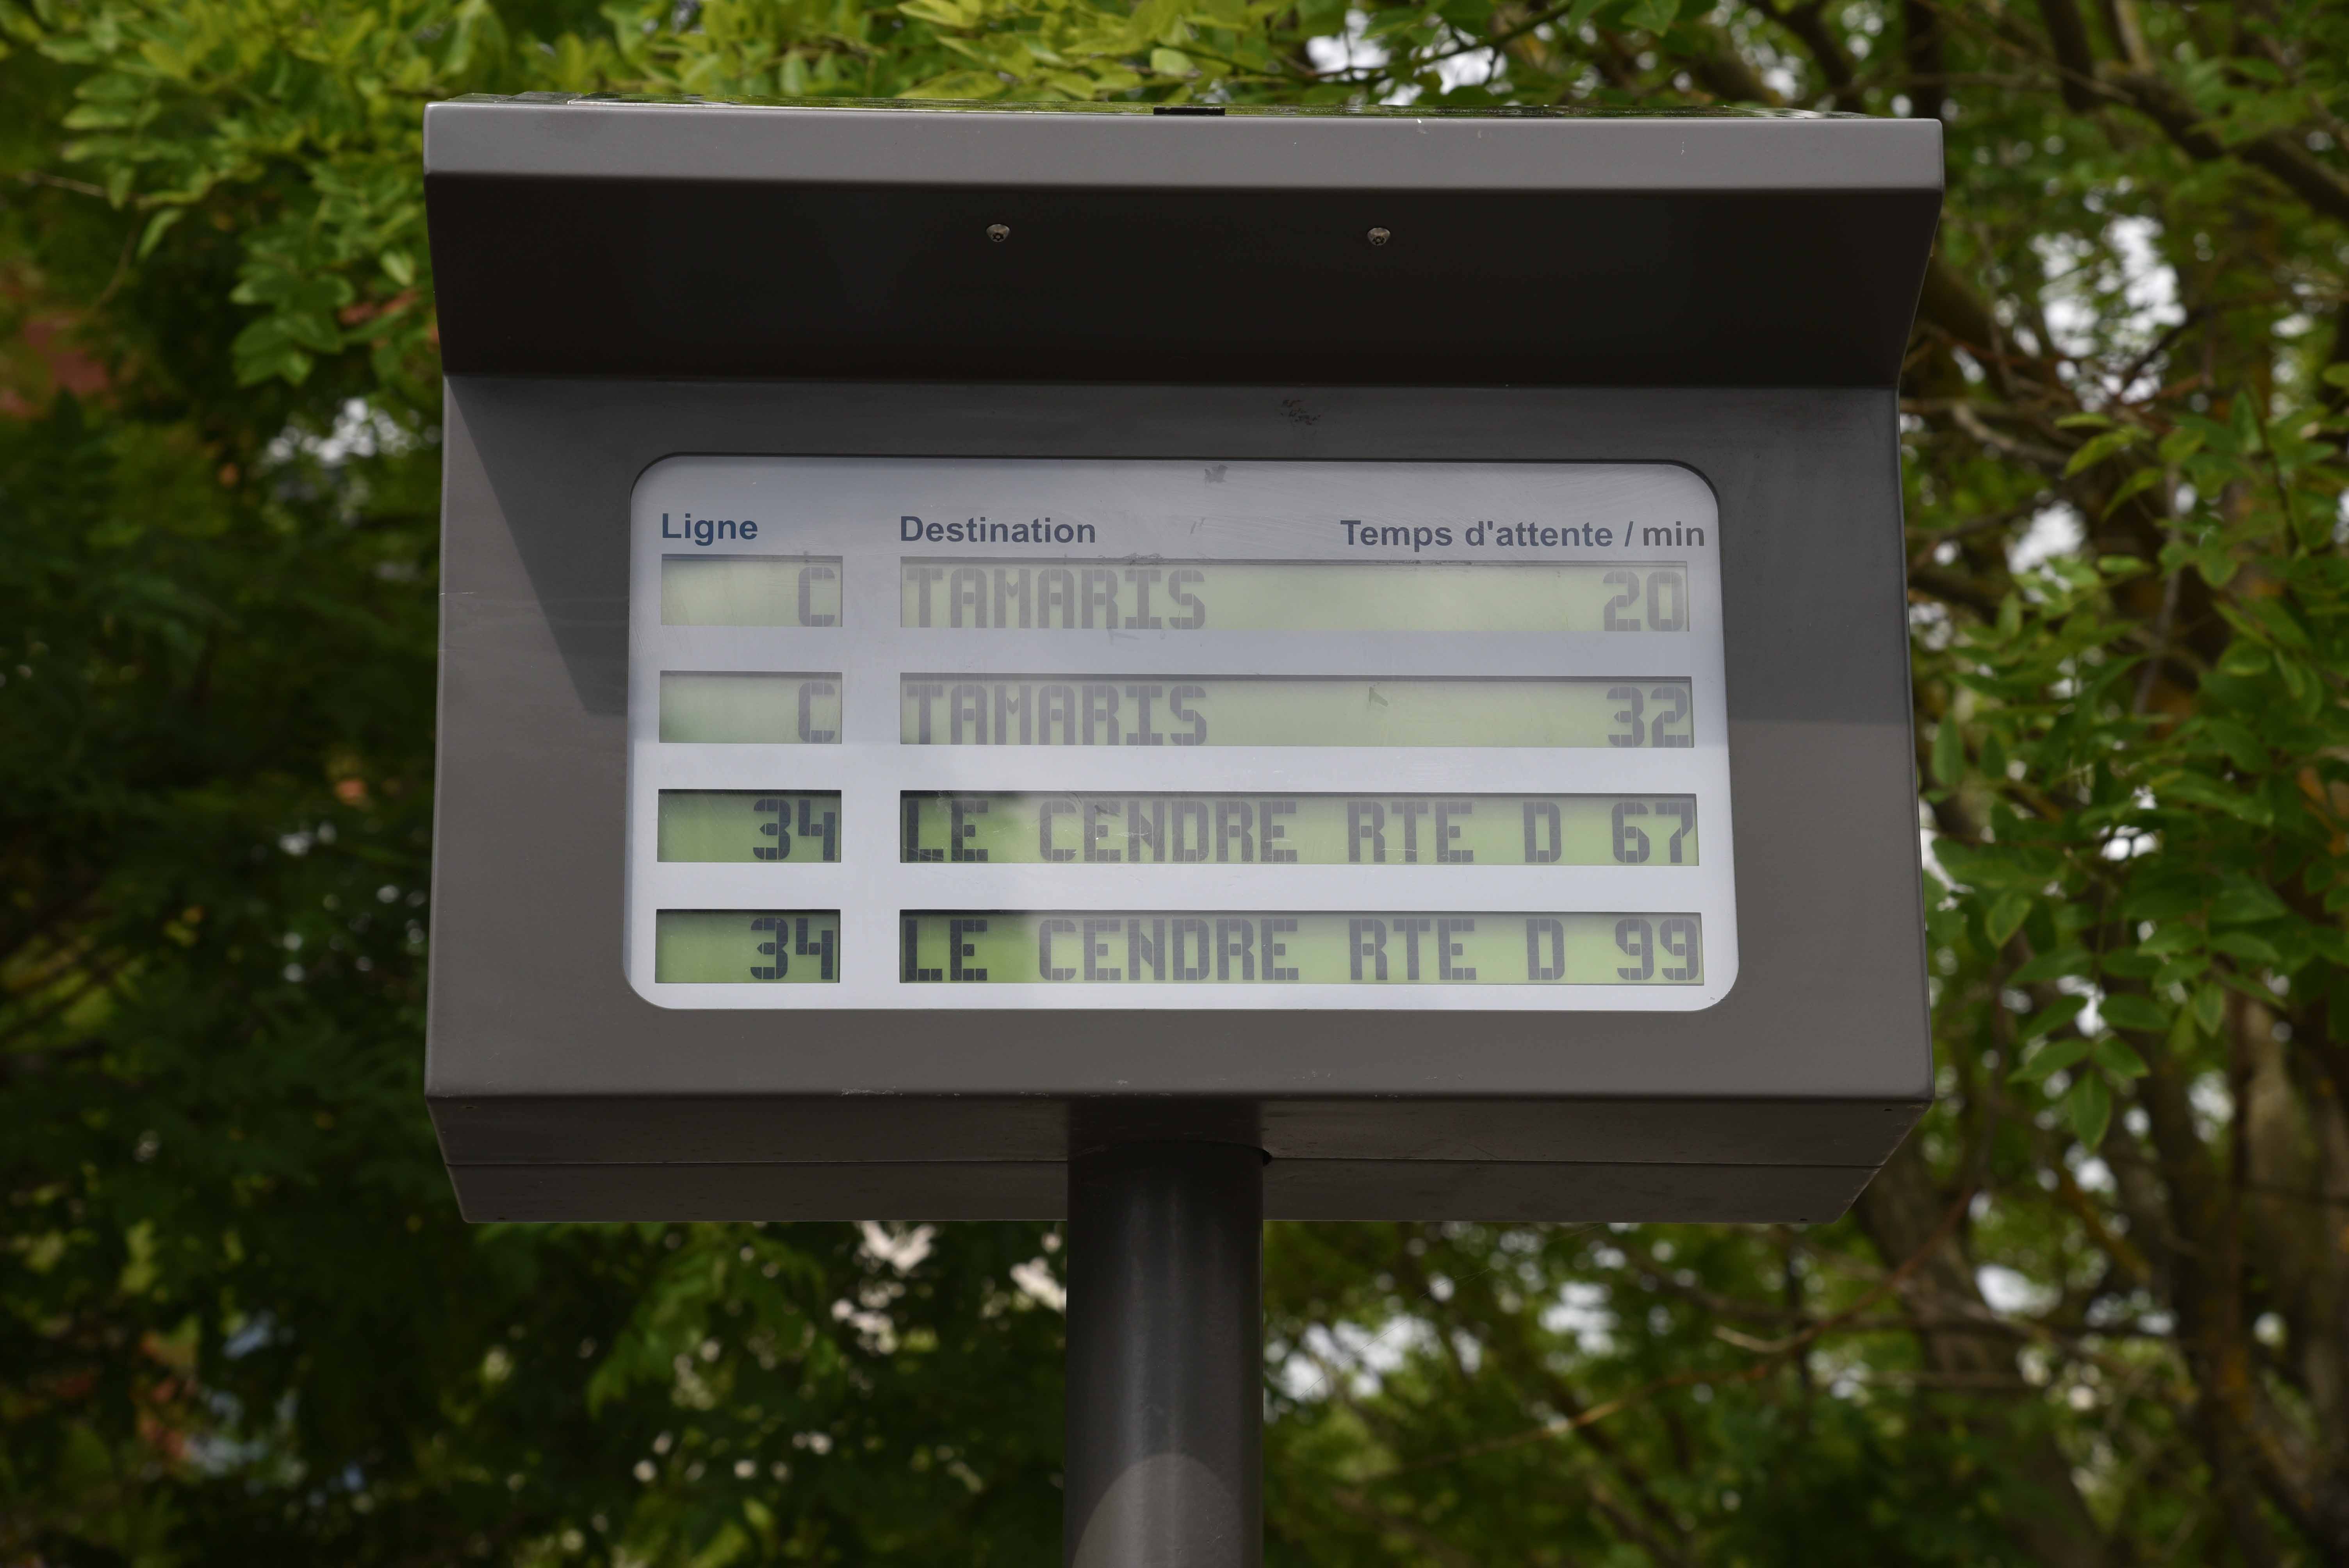 Ligne Destination Temps d'attente / min
C TAMARIS 20
C TAMARIS 32
34 LE CENDRE RTE D 67
34 LE CENDRE RTE D 99